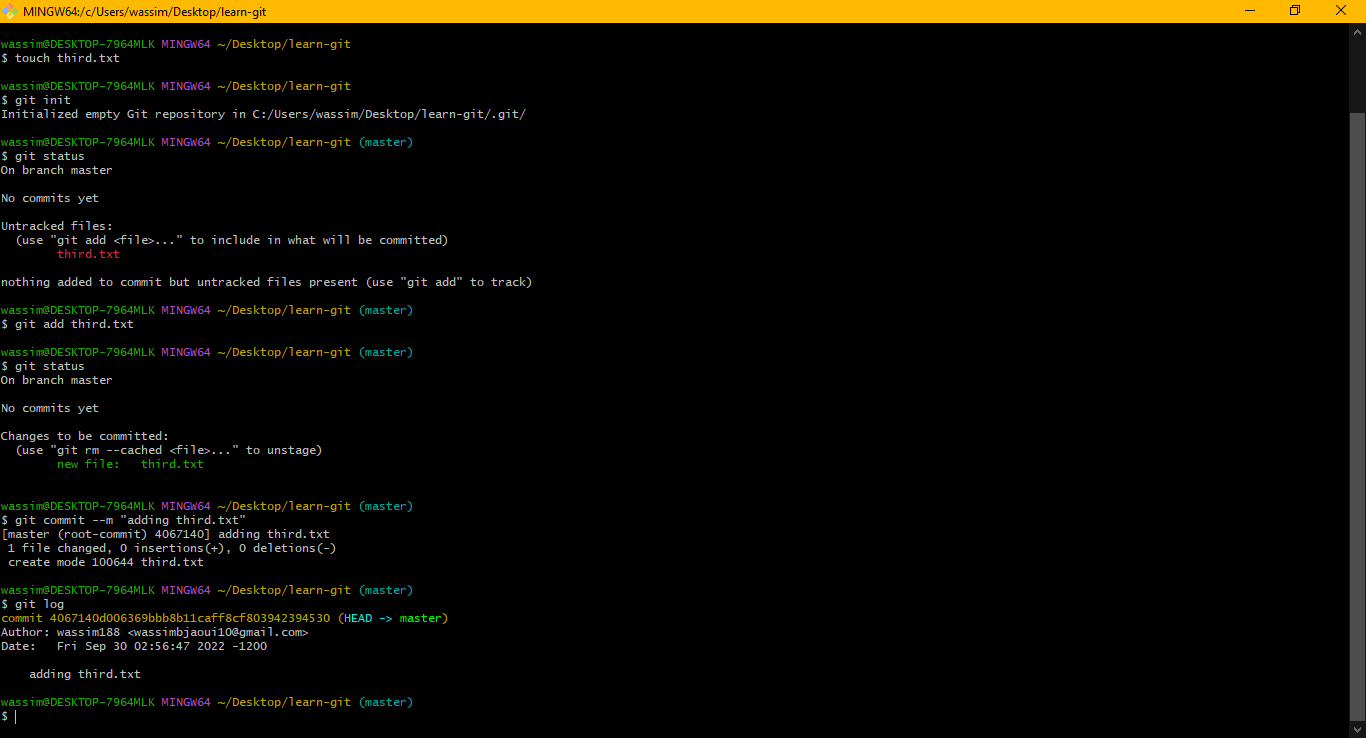 MINGW64:/c/Users/wassim/Desktop/learn-git
wassim@DESKTOP-7964MLK MINGW64 ~/Desktop/learn-git
$ touch third.txt
wassim@DESKTOP-7964MLK MINGW64 ~/Desktop/learn-git
$ git init
Initialized empty Git repository in C:/Users/wassim/Desktop/learn-git/.git/
wassim@DESKTOP-7964MLK MINGW64 ~/Desktop/learn-git (master)
$ git status
On branch master
No commits yet
Untracked files:
  (use "git add <file>..." to include in what will be committed)
        third.txt
nothing added to commit but untracked files present (use "git add" to track)
wassim@DESKTOP-7964MLK MINGW64 ~/Desktop/learn-git (master)
$ git add third.txt
wassim@DESKTOP-7964MLK MINGW64 ~/Desktop/learn-git (master)
$ git status
On branch master
No commits yet
Changes to be committed:
  (use "git rm --cached <file>..." to unstage)
        new file:   third.txt
wassim@DESKTOP-7964MLK MINGW64 ~/Desktop/learn-git (master)
$ git commit --m "adding third.txt"
[master (root-commit) 4067140] adding third.txt
 1 file changed, 0 insertions(+), 0 deletions(-)
 create mode 100644 third.txt
wassim@DESKTOP-7964MLK MINGW64 ~/Desktop/learn-git (master)
$ git log
commit 4067140d006369bbb8b11caff8cf803942394530 (HEAD -> master)
Author: wassim188 <wassimbjaoui10@gmail.com>
Date:   Fri Sep 30 02:56:47 2022 -1200
    adding third.txt
wassim@DESKTOP-7964MLK MINGW64 ~/Desktop/learn-git (master)
$